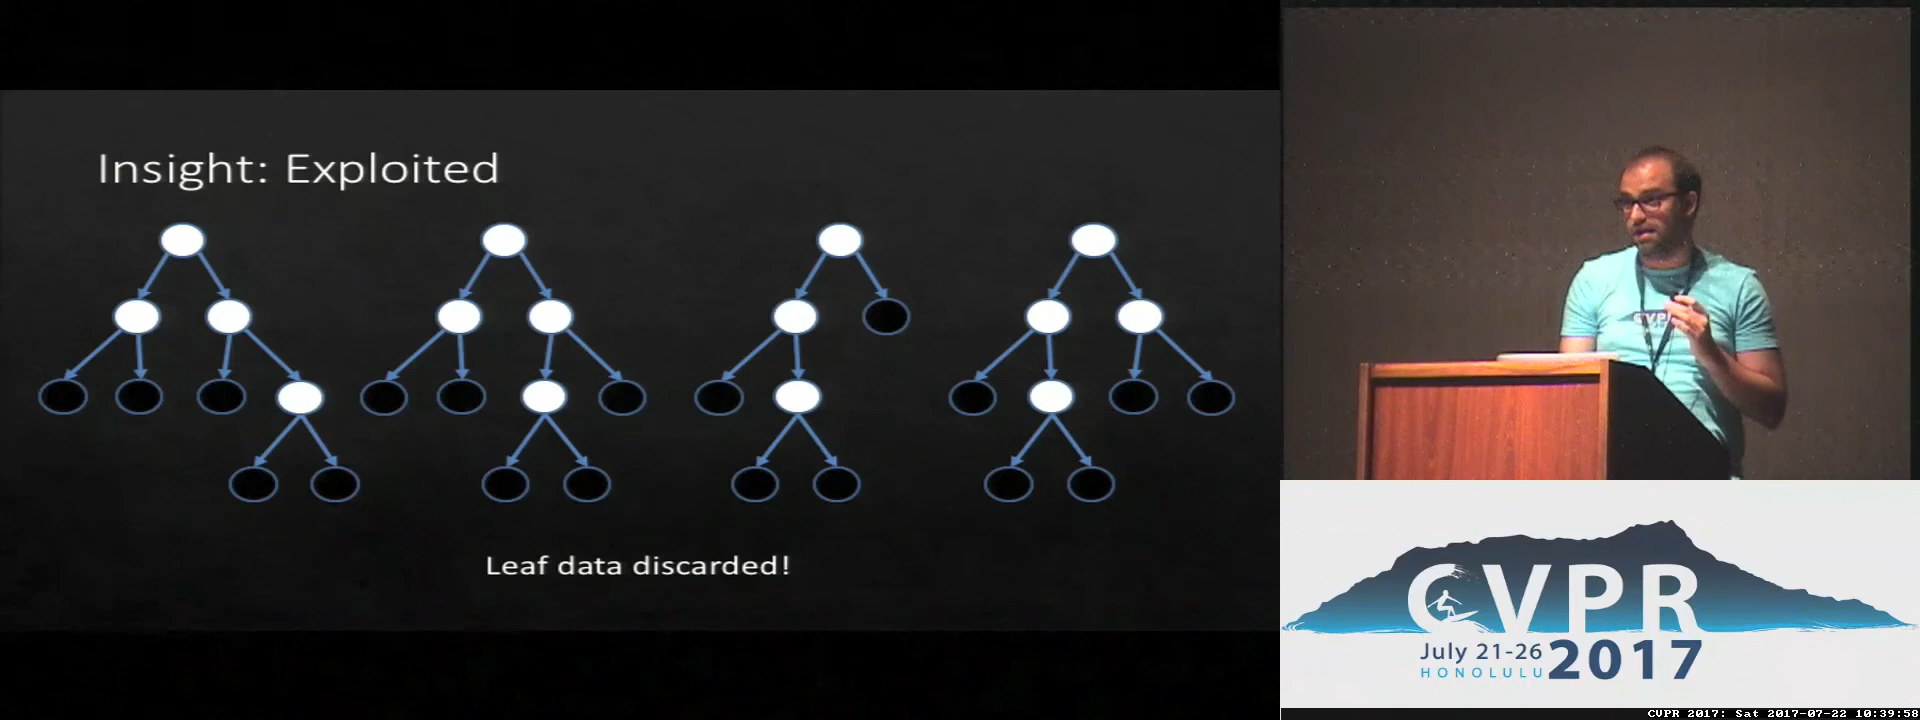 Insight: Exploited
Leaf data discarded!
CVPR
CVPR
July 21-26
HONOLULU
2017
CVPR 2017: Sat 2017-07-22 10:39:58